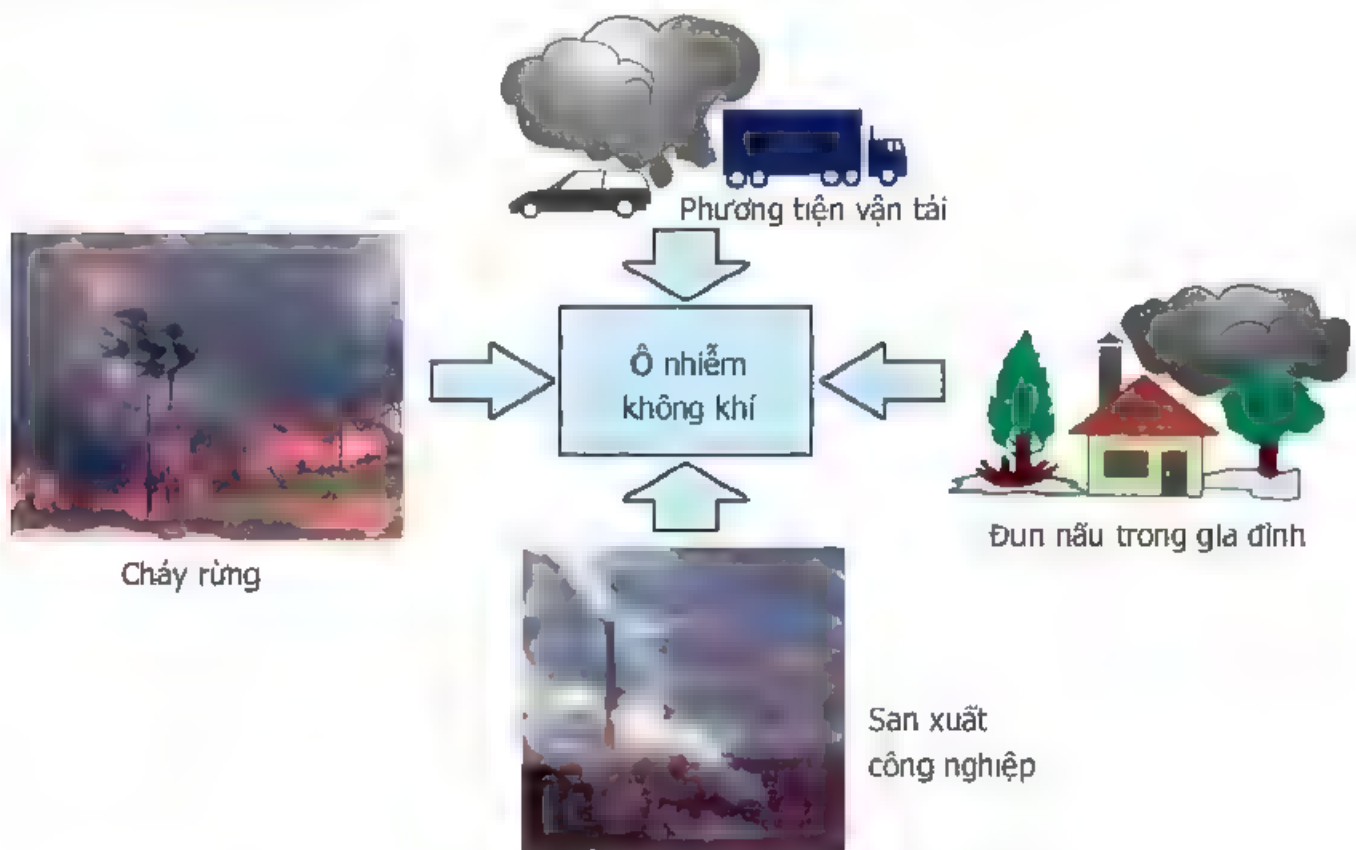 Phương tiện vận tải
Ô nhiễm
không khí
Cháy rừng
Đun nấu trong gia đình
San xuất
công nghiệp